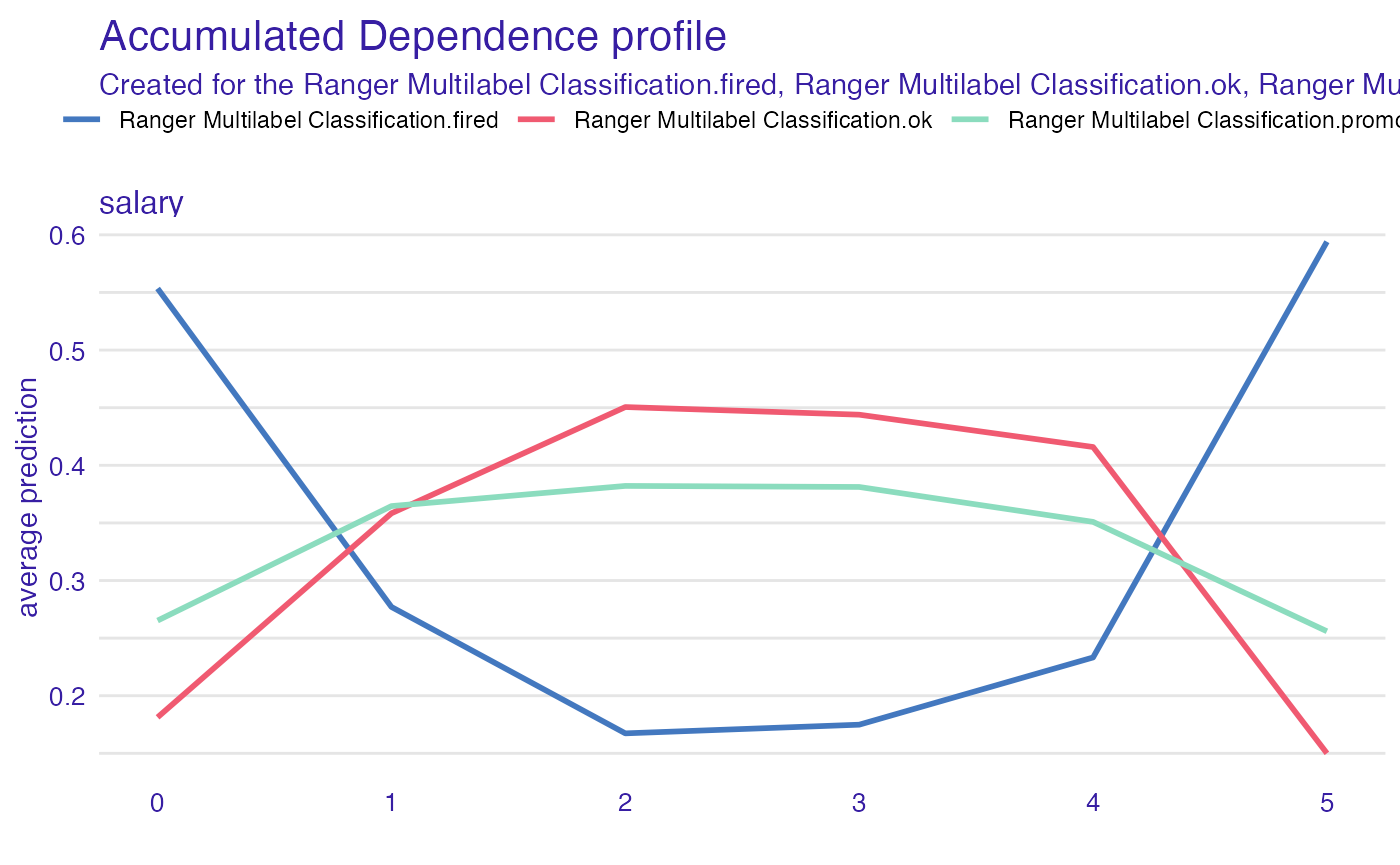 Accumulated Dependence profile
Created for the Ranger Multilabel Classification.fired, Ranger Multilabel Classification.ok, Ranger Mu
Ranger Multilabel Classification.fired Ranger Multilabel Classification.ok Ranger Multilabel Classification.promo
salary
0.6
0.5
0.4
0.3
0.2
average prediction
0 1 2 3 4 5